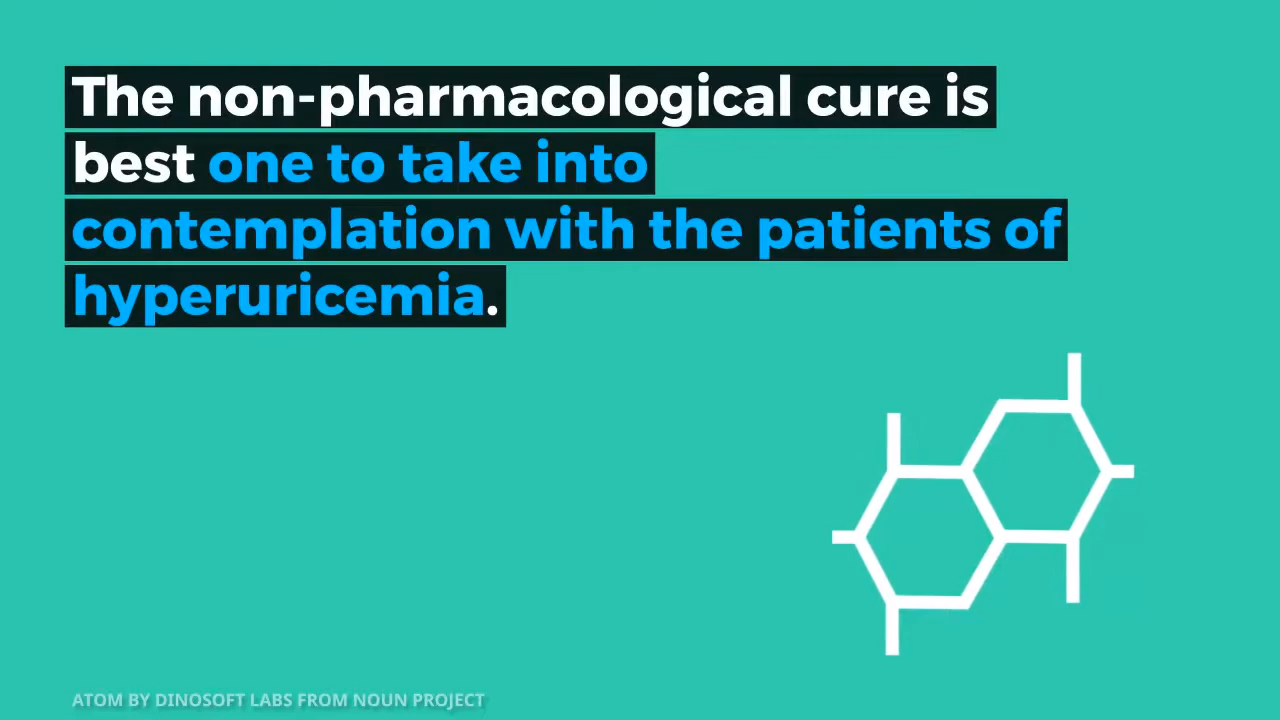 The non-pharmacological cure is
best one to take into
contemplation with the patients of
hyperuricemia.
ATOM BY DINOSOFT LABS FROM NOUN PROJECT